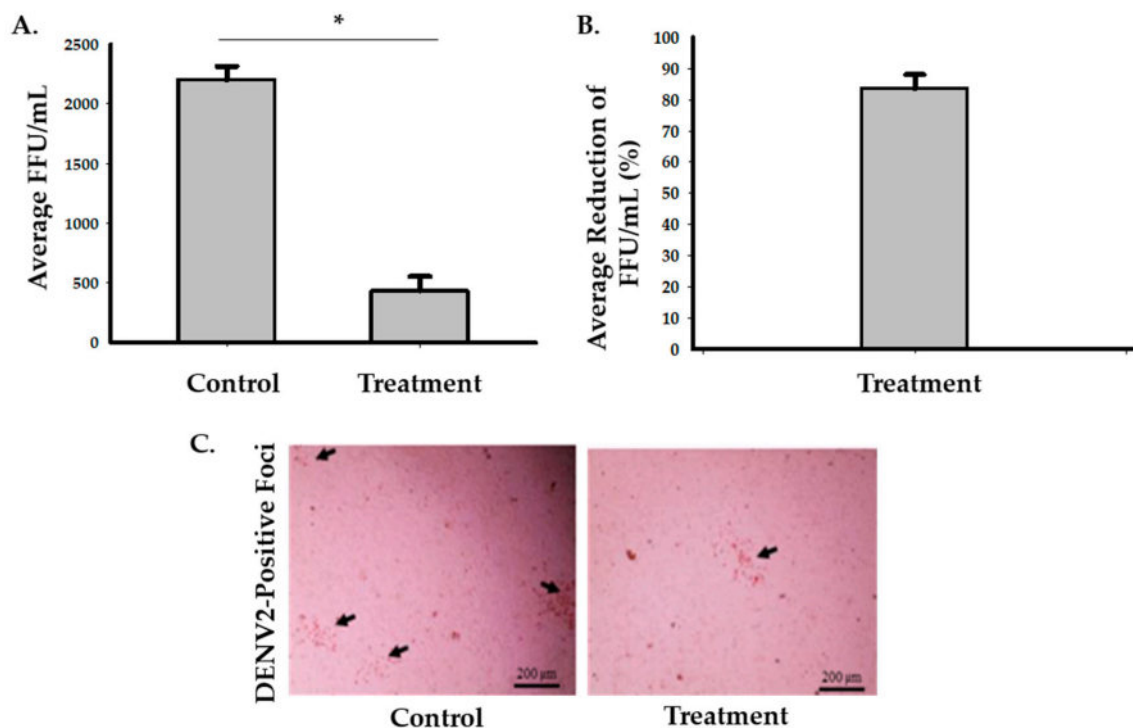 A.
*
Average FFU/mL
2500
2000
1500
1000
500
0
Control
Treatment
B.
Average Reduction of
FFU/mL (%)
100
90
80
70
60
50
40
30
20
10
0
Treatment
C.
DENV2-Positive Foci
200 µm
Control
200 µm
Treatment